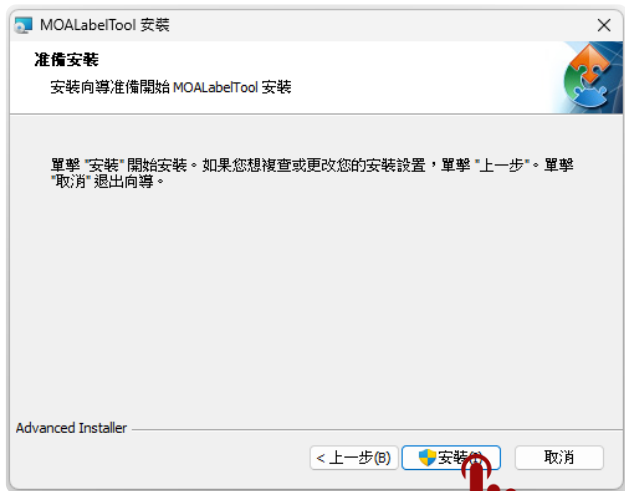 MOALabelTool 安裝
准備安裝
安裝向導准備開始 MOALabelTool 安裝
單擊 "安裝" 開始安裝。如果您想複查或更改您的安裝設置，單擊 "上一步"。單擊
"取消" 退出向導。
Advanced Installer
< 上一步(B) 安裝(I) 取消